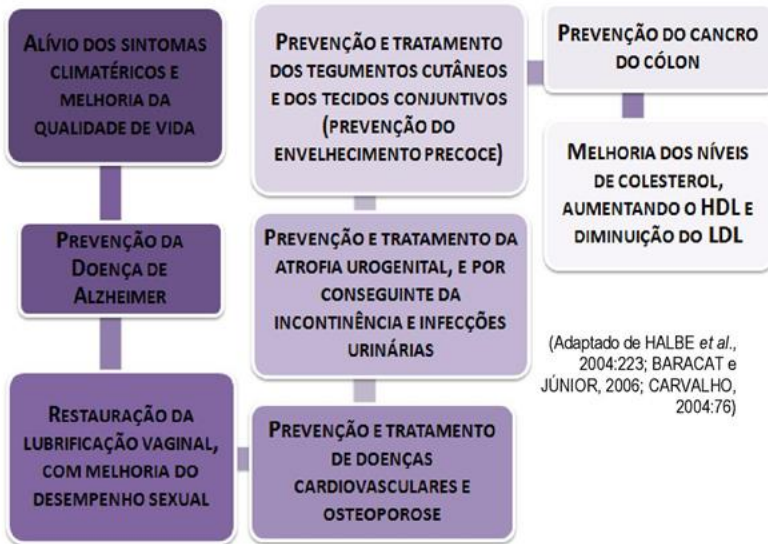 ALÍVIO DOS SINTOMAS
CLIMATÉRICOS E
MELHORIA DA
QUALIDADE DE VIDA
PREVENÇÃO DA
DOENÇA DE
ALZHEIMER
RESTAURAÇÃO DA
LUBRIFICAÇÃO VAGINAL,
COM MELHORIA DO
DESEMPENHO SEXUAL
PREVENÇÃO E TRATAMENTO
DE DOENÇAS
CARDIOVASCULARES E
OSTEOPOROSE
PREVENÇÃO E TRATAMENTO DA
ATROFIA UROGENITAL, E POR
CONSEGUINTE DA
INCONTINÊNCIA E INFECÇÕES
URINÁRIAS
PREVENÇÃO E TRATAMENTO
DOS TEGUMENTOS CUTÂNEOS
E DOS TECIDOS CONJUNTIVOS
(PREVENÇÃO DO
ENVELHECIMENTO PRECOCE)
PREVENÇÃO DO CANCRO
DO CÓLON
MELHORIA DOS NÍVEIS
DE COLESTEROL,
AUMENTANDO O HDL E
DIMINUIÇÃO DO LDL
(Adaptado de HALBE et al.,
2004:223; BARACAT e
JÚNIOR, 2006; CARVALHO,
2004:76)